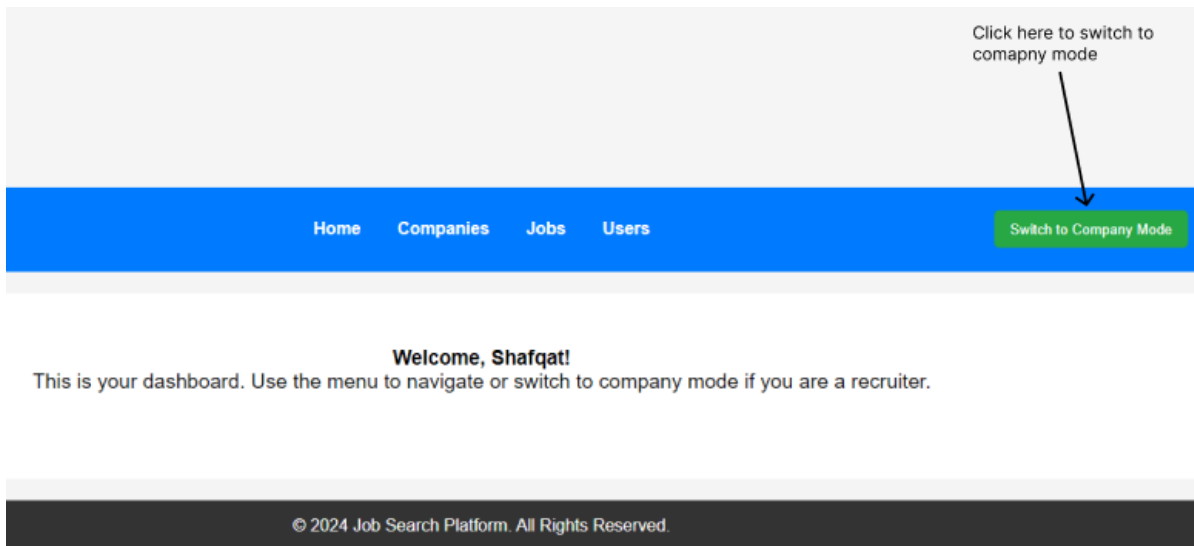 Click here to switch to
comapny mode
Home Companies Jobs Users
Switch to Company Mode
Welcome, Shafqat!
This is your dashboard. Use the menu to navigate or switch to company mode if you are a recruiter.
© 2024 Job Search Platform. All Rights Reserved.